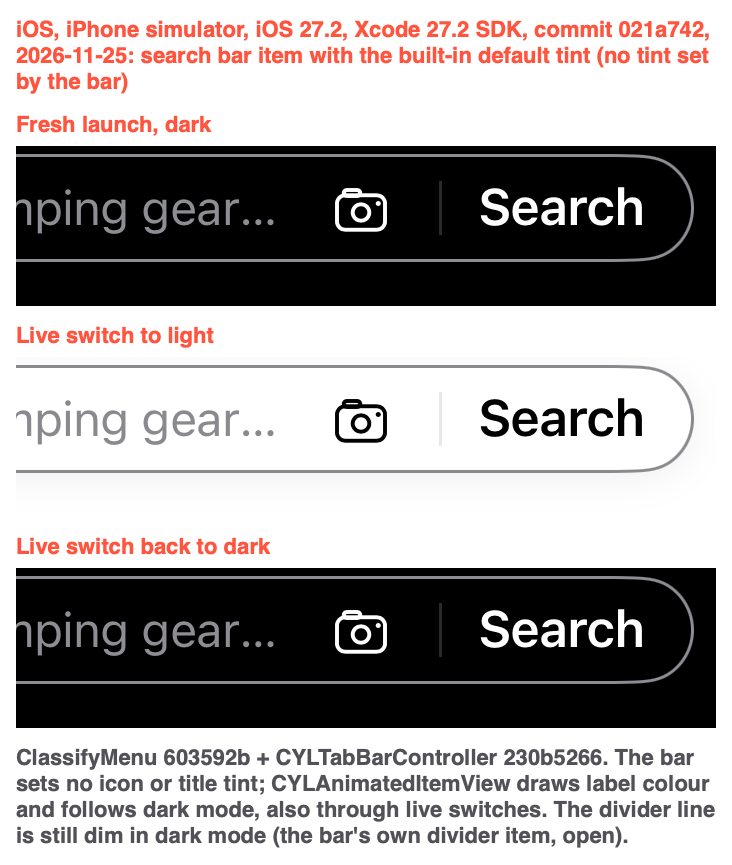 iOS, iPhone simulator, iOS 27.2, Xcode 27.2 SDK, commit 021a742,
2026-11-25: search bar item with the built-in default tint (no tint set
by the bar)
Fresh launch, dark
nping gear... Search
Live switch to light
nping gear... Search
Live switch back to dark
nping gear... Search
ClassifyMenu 603592b + CYLTabBarController 230b5266. The bar
sets no icon or title tint; CYLAnimatedItemView draws label colour
and follows dark mode, also through live switches. The divider line
is still dim in dark mode (the bar's own divider item, open).